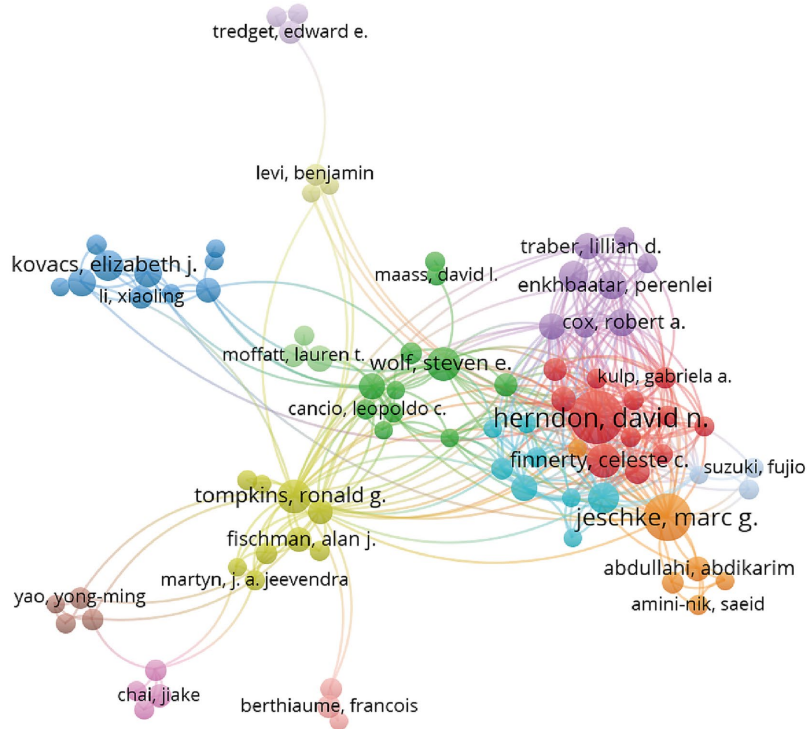 tredget, edward e.
levi, benjamin
kovacs, elizabeth j.
li, xiaoling
maass, david l.
traber, lillian d.
enkhbaatar, perenlei
cox, robert a.
moffatt, lauren t.
wolf, steven e.
kulp, gabriela a.
cancio, leopoldo c.
herndon, david n.
finnerty, celeste c.
suzuki, fujio
tompkins, ronald g.
jeschke, marc g.
fischman, alan j.
martyn, j. a. jeevendra
abdullahi, abdikarim
yao, yong-ming
amini-nik, saeid
chai, jiake
berthiaume, francois